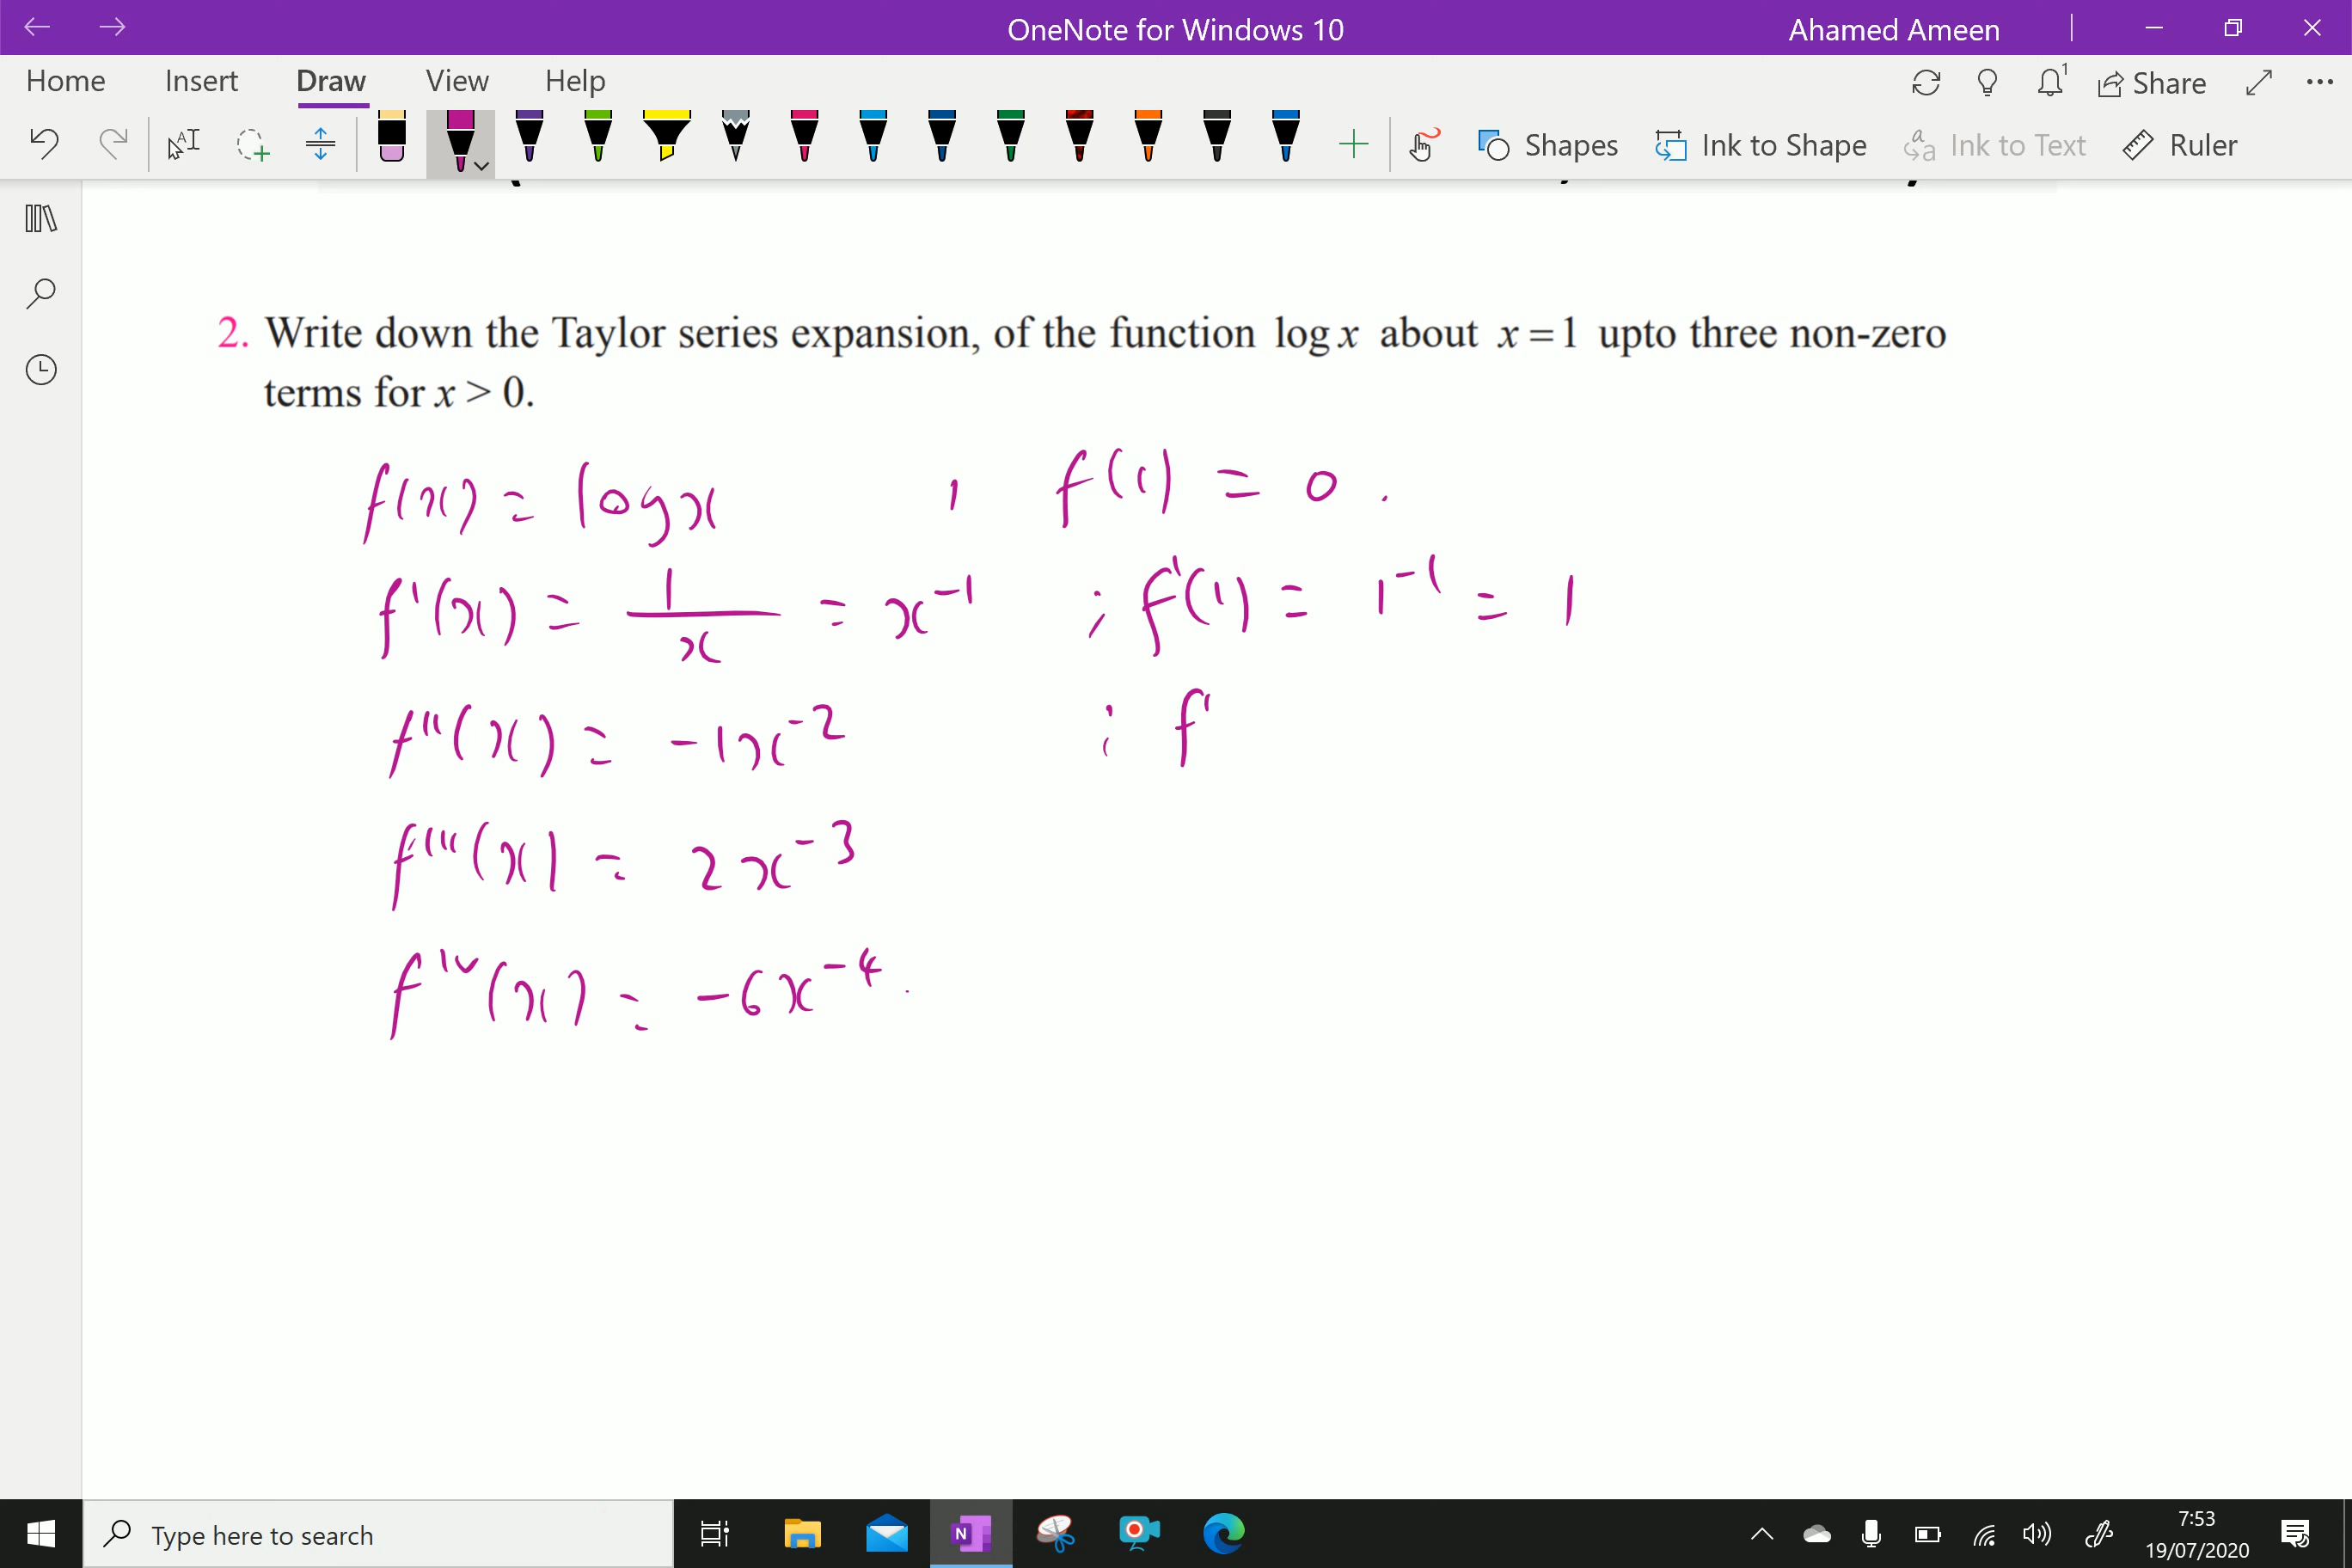 OneNote for Windows 10
Ahamed Ameen
Home Insert Draw View Help
1 Share
Shapes Ink to Shape Ink to Text Ruler
2. Write down the Taylor series expansion, of the function log x about x = 1 upto three non-zero
terms for x > 0.
f(x) = log x , f(1) = 0 .
f'(x) = 1/x = x⁻¹ ; f'(1) = 1⁻¹ = 1
f''(x) = -1x⁻² ; f'
f'''(x) = 2x⁻³
fⁱᵛ(x) = -6x⁻⁴ .
Type here to search
7:53
19/07/2020